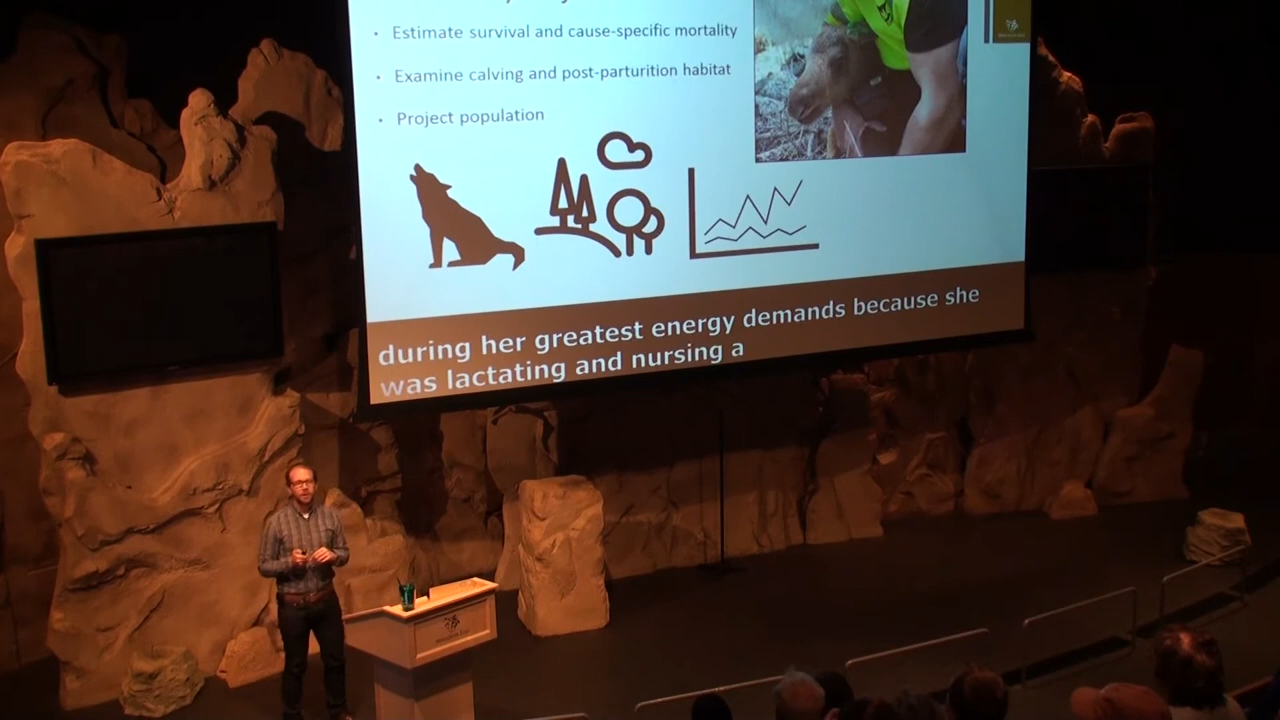 • Estimate survival and cause-specific mortality
• Examine calving and post-parturition habitat
• Project population
during her greatest energy demands because she
was lactating and nursing a